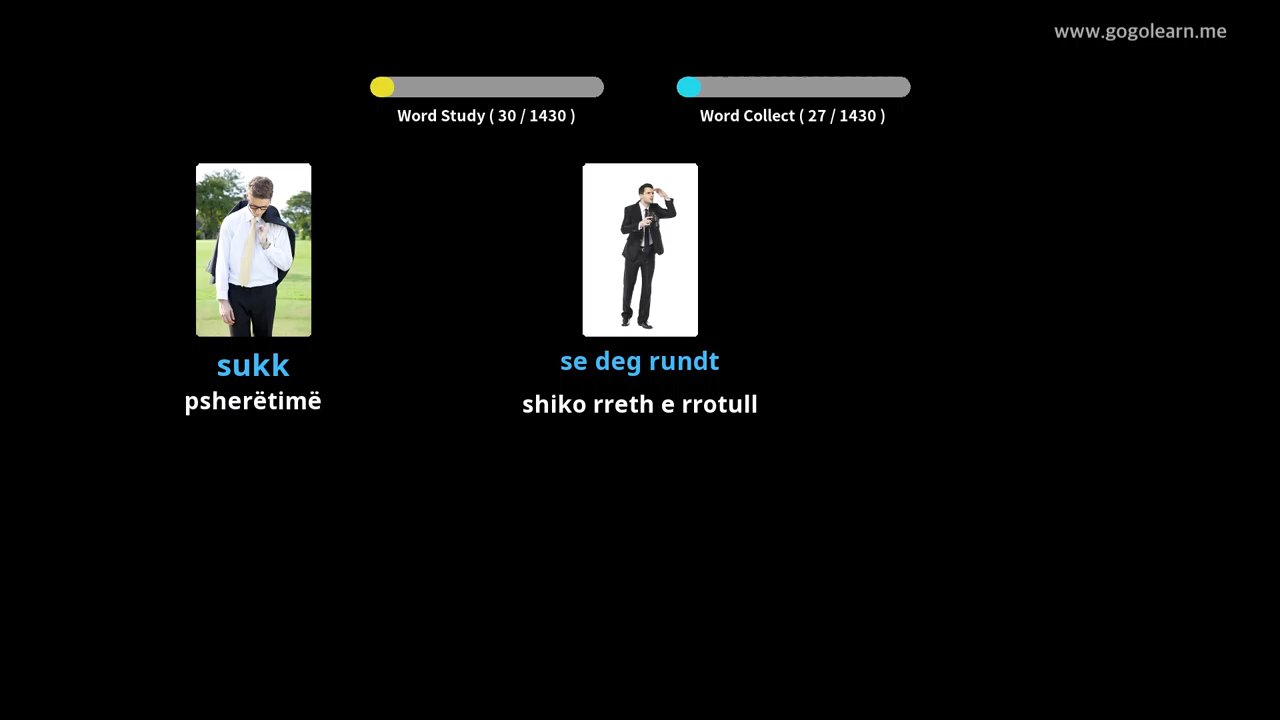 www.gogolearn.me
Word Study ( 30 / 1430 )
Word Collect ( 27 / 1430 )
sukk
psherëtimë
se deg rundt
shiko rreth e rrotull